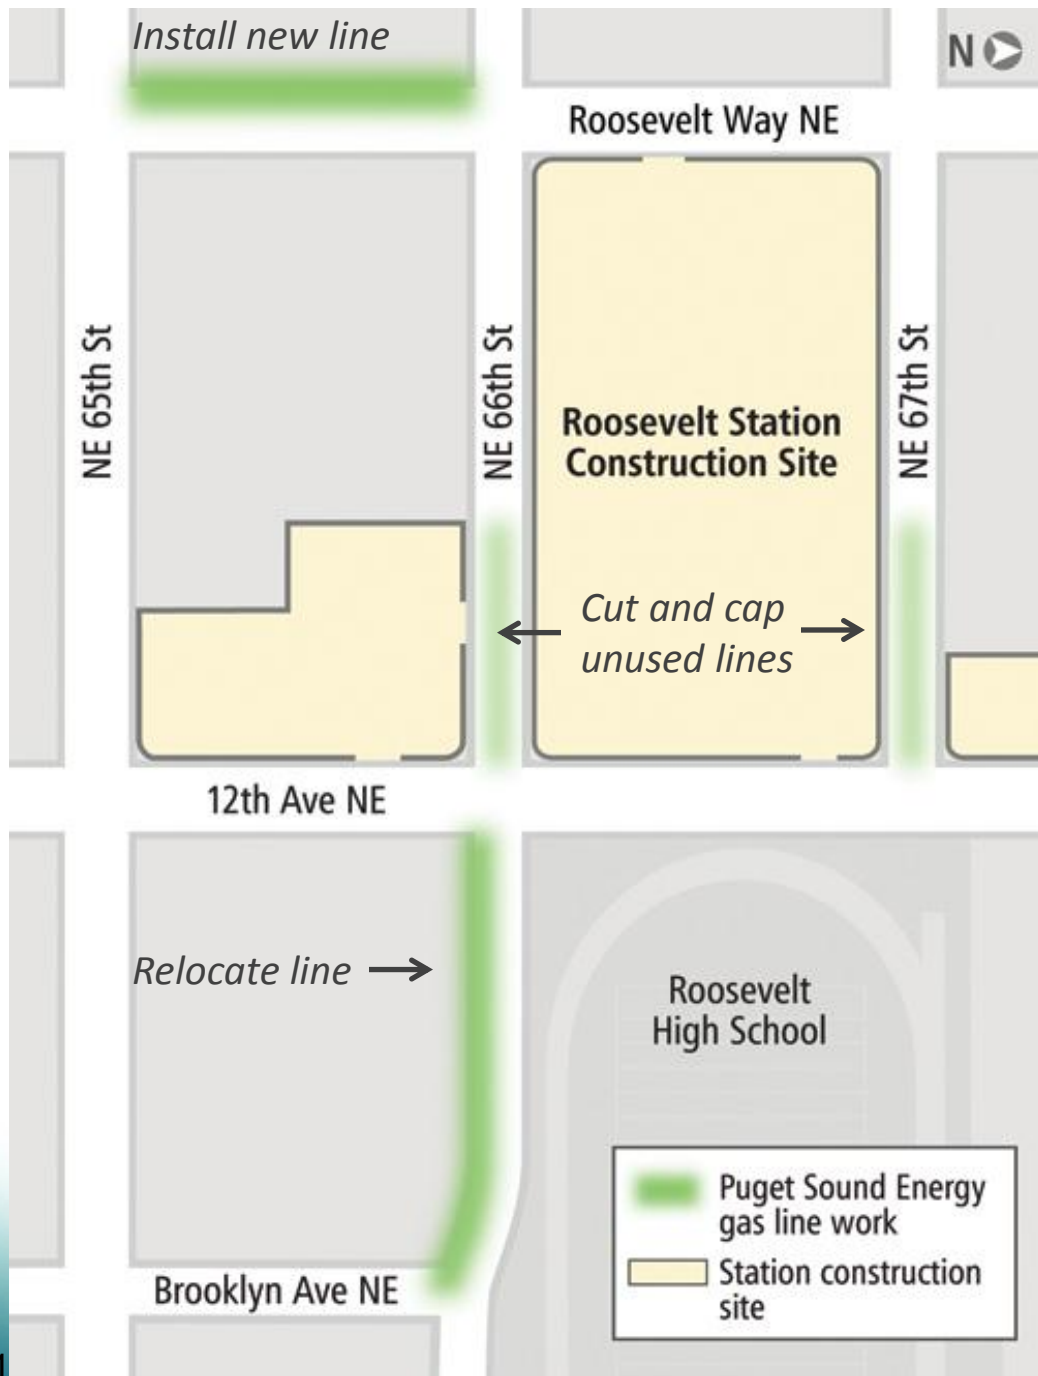 Install new line
N
Roosevelt Way NE
NE 65th St
NE 66th St
NE 67th St
Roosevelt Station
Construction Site
Cut and cap
unused lines
12th Ave NE
Relocate line
Roosevelt
High School
Puget Sound Energy
gas line work
Station construction
site
Brooklyn Ave NE